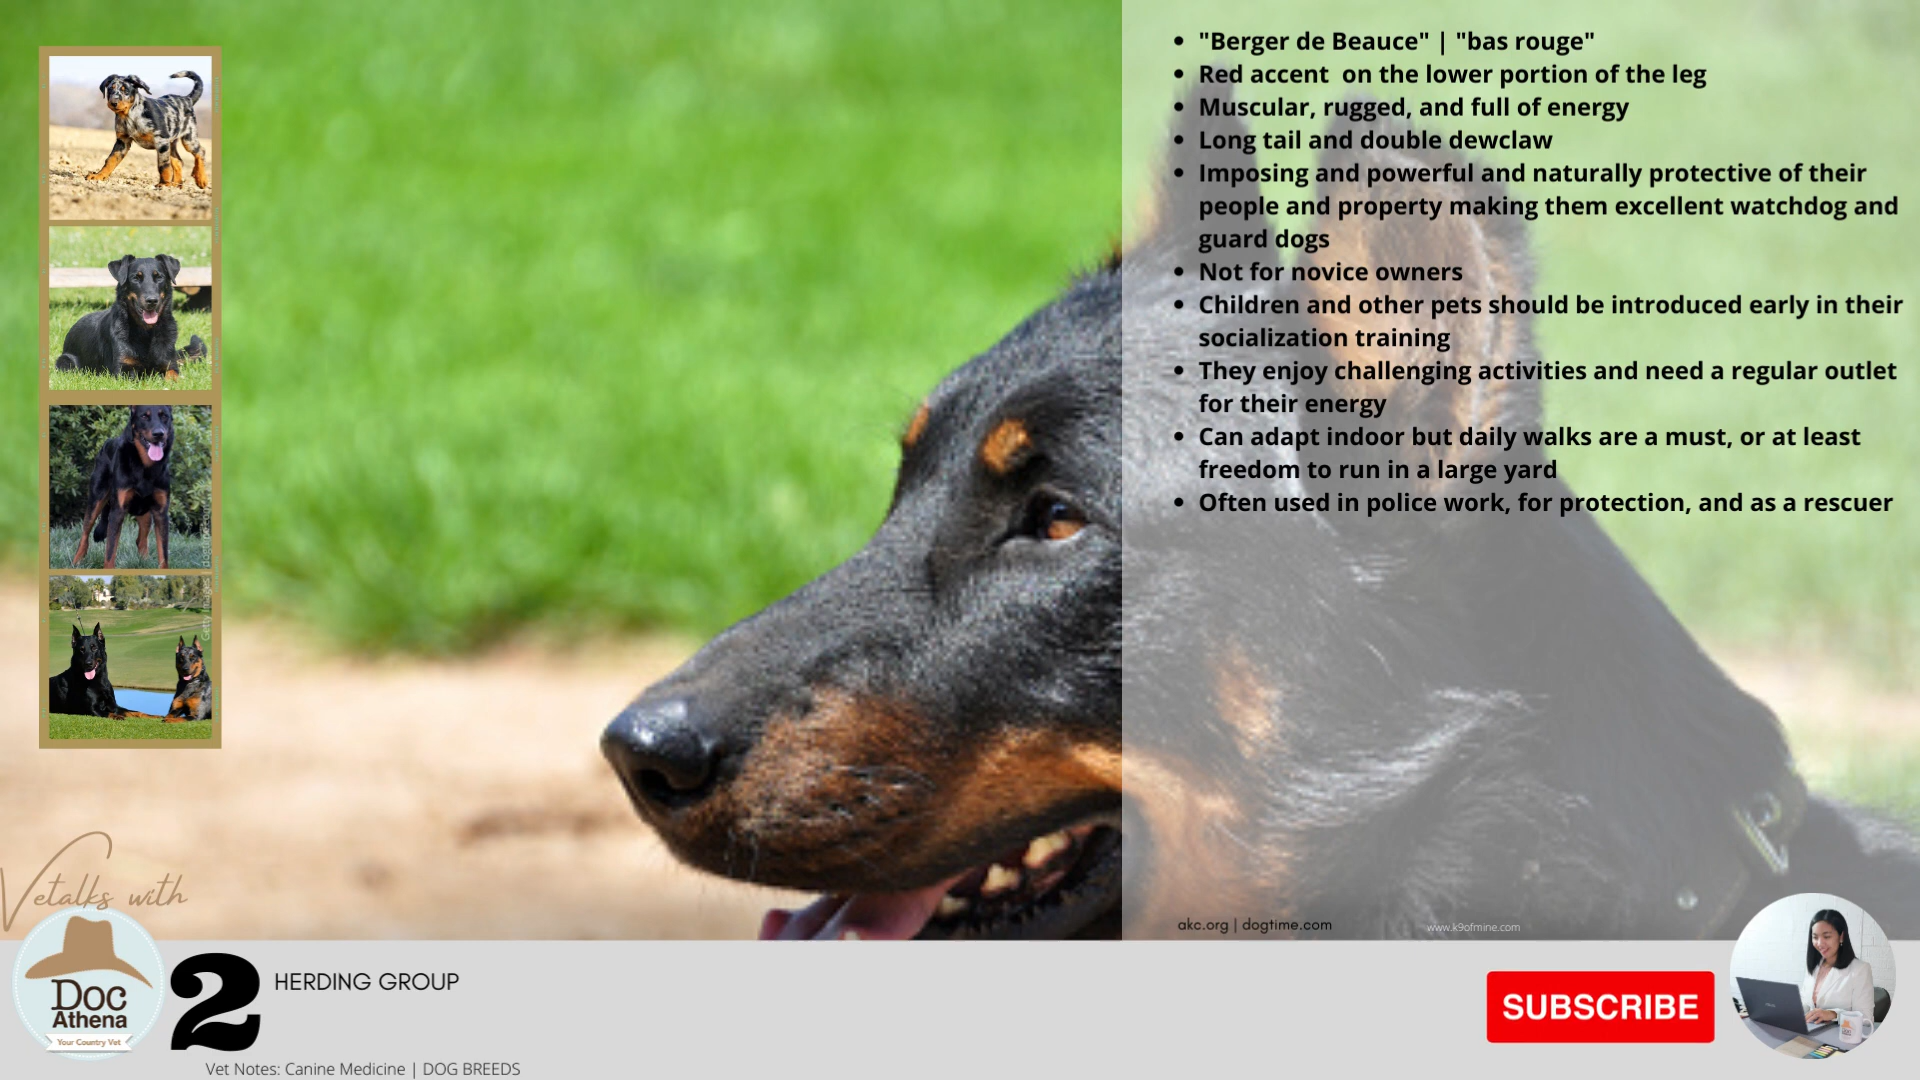 • "Berger de Beauce" | "bas rouge"
• Red accent  on the lower portion of the leg
• Muscular, rugged, and full of energy
• Long tail and double dewclaw
• Imposing and powerful and naturally protective of their
people and property making them excellent watchdog and
guard dogs
• Not for novice owners
• Children and other pets should be introduced early in their
socialization training
• They enjoy challenging activities and need a regular outlet
for their energy
• Can adapt indoor but daily walks are a must, or at least
freedom to run in a large yard
• Often used in police work, for protection, and as a rescuer
akc.org | dogtime.com
www.k9ofmine.com
Vetalks with
Doc
Athena
Your Country Vet
2
HERDING GROUP
Vet Notes: Canine Medicine | DOG BREEDS
SUBSCRIBE